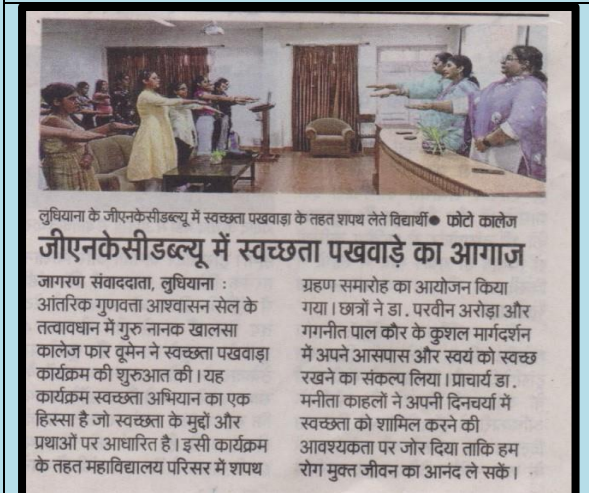 लुधियाना के जीएनकेसीडब्ल्यू में स्वच्छता पखवाड़ा के तहत शपथ लेते विद्यार्थी● फोटो कालेज
जीएनकेसीडब्ल्यू में स्वच्छता पखवाड़े का आगाज
जागरण संवाददाता, लुधियाना :
आंतरिक गुणवता आश्वासन सेल के
तत्वावधान में गुरु नानक खालसा
कालेज फार वूमेन ने स्वच्छता पखवाड़ा
कार्यक्रम की शुरुआत की। यह
कार्यक्रम स्वच्छता अभियान का एक
हिस्सा है जो स्वच्छता के मुद्दों और
प्रथाओं पर आधारित है। इसी कार्यक्रम
के तहत महाविद्यालय परिसर में शपथ
ग्रहण समारोह का आयोजन किया
गया। छात्रों ने डा. परवीन अरोड़ा और
गगनीत पाल कौर के कुशल मार्गदर्शन
में अपने आसपास और स्वयं को स्वच्छ
रखने का संकल्प लिया। प्राचार्य डा.
मनीता काहलों ने अपनी दिनचर्या में
स्वच्छता को शामिल करने की
आवश्यकता पर जोर दिया ताकि हम
रोग मुक्त जीवन का आनंद ले सकें।